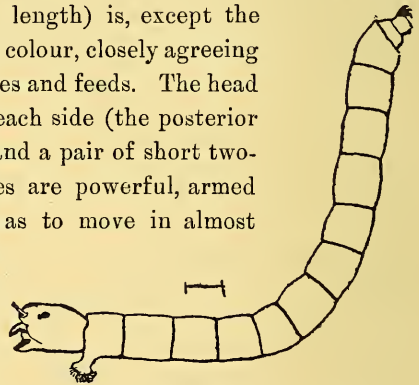 length) is, except the
colour, closely agreeing
es and feeds. The head
each side (the posterior
nd a pair of short two-
es are powerful, armed
as to move in almost